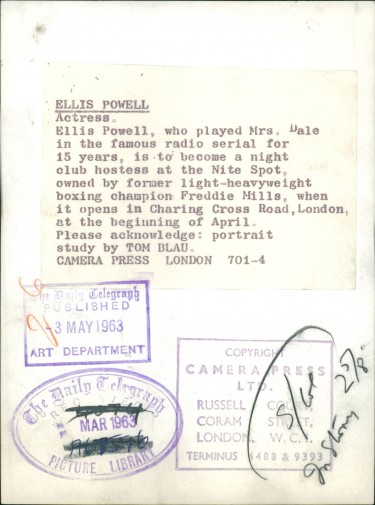 ELLIS POWELL
Actress.
Ellis Powell, who played Mrs. Dale
in the famous radio serial for
15 years, is to become a night
club hostess at the Nite Spot,
owned by former light-heavyweight
boxing champion Freddie Mills, when
it opens in Charing Cross Road, London,
at the beginning of April.
Please acknowledge: portrait
study by TOM BLAU.
CAMERA PRESS LONDON 701-4
The Daily Telegraph
PUBLISHED
-3 MAY 1963
ART DEPARTMENT
The Daily Telegraph
MAR 1963
PICTURE LIBRARY
COPYRIGHT
CAMERA PRESS
LTD.
RUSSELL COURT,
CORAM STREET,
LONDON, W.C.1
TERMINUS 4488 & 9393